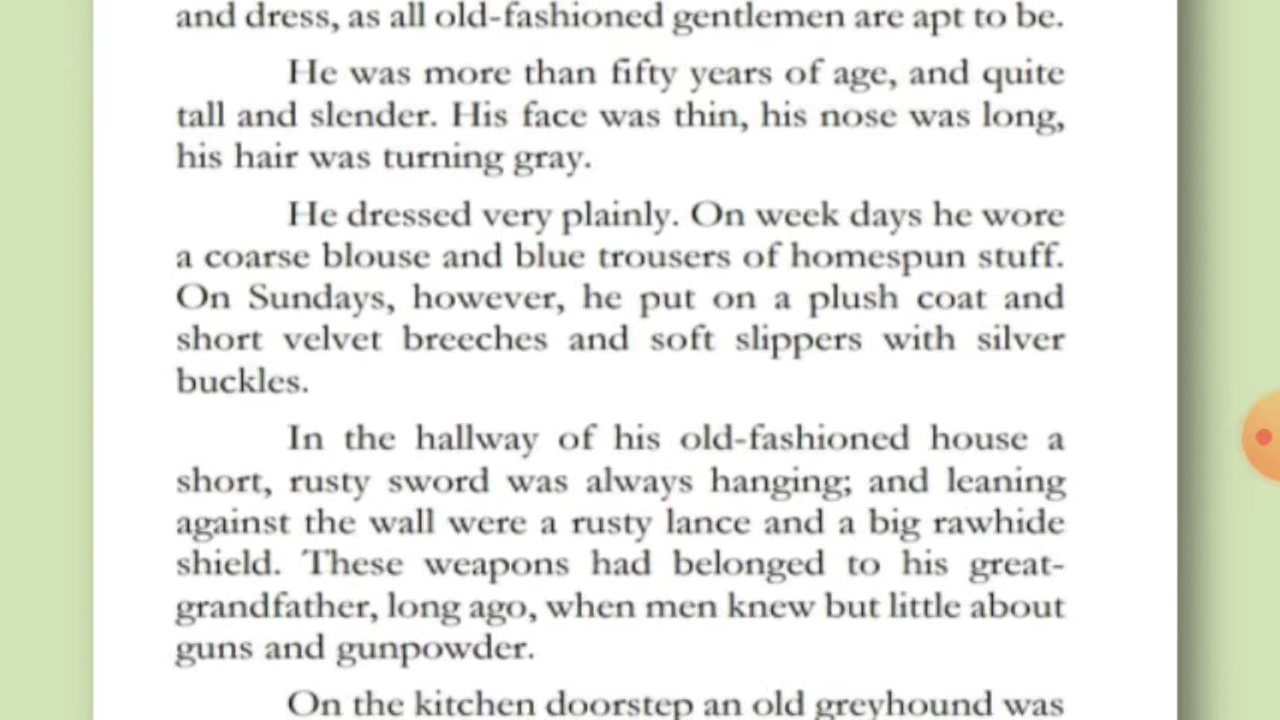 and dress, as all old-fashioned gentlemen are apt to be.
He was more than fifty years of age, and quite
tall and slender. His face was thin, his nose was long,
his hair was turning gray.
He dressed very plainly. On week days he wore
a coarse blouse and blue trousers of homespun stuff.
On Sundays, however, he put on a plush coat and
short velvet breeches and soft slippers with silver
buckles.
In the hallway of his old-fashioned house a
short, rusty sword was always hanging; and leaning
against the wall were a rusty lance and a big rawhide
shield. These weapons had belonged to his great-
grandfather, long ago, when men knew but little about
guns and gunpowder.
On the kitchen doorstep an old greyhound was